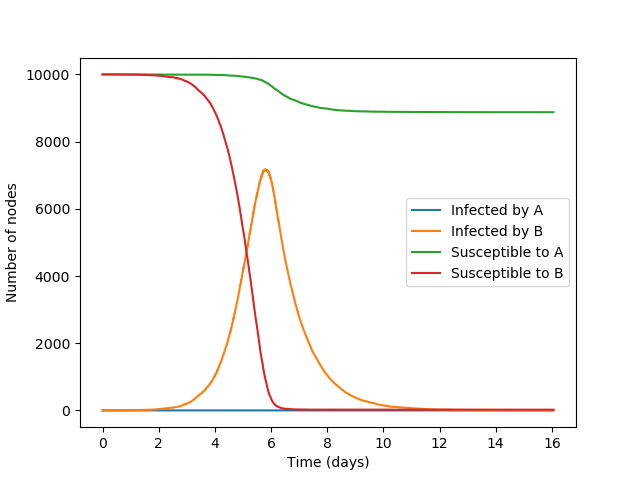 10000
8000
6000
4000
2000
0
Number of nodes
Infected by A
Infected by B
Susceptible to A
Susceptible to B
0 2 4 6 8 10 12 14 16
Time (days)